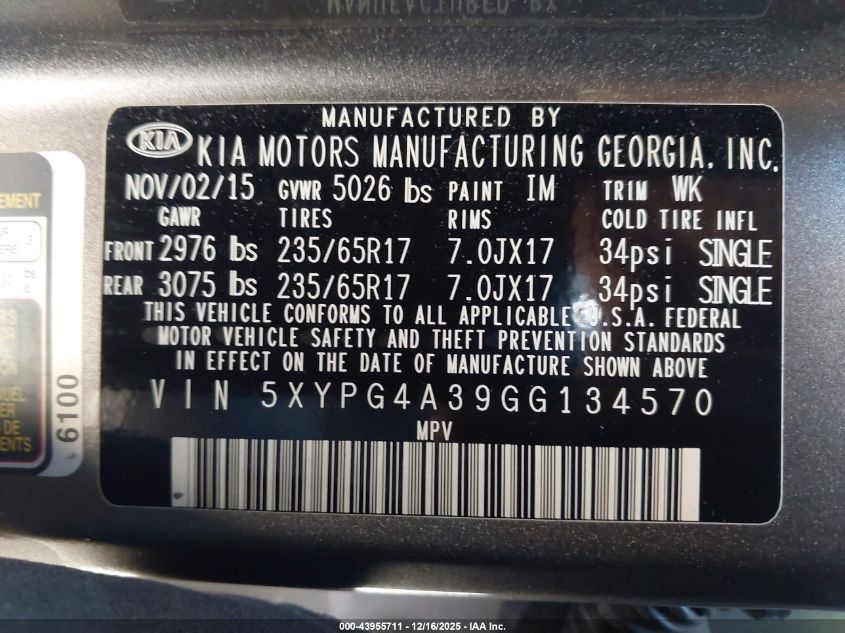 MANUFACTURED BY
MANUFACTURED BY
KIA KIA MOTORS MANUFACTURING GEORGIA, INC.
NOV/02/15 GVWR 5026 lbs PAINT IM TRIM WK
GAWR TIRES RIMS COLD TIRE INFL
FRONT 2976 lbs 235/65R17 7.0JX17 34psi SINGLE
REAR 3075 lbs 235/65R17 7.0JX17 34psi SINGLE
THIS VEHICLE CONFORMS TO ALL APPLICABLE U.S.A. FEDERAL
MOTOR VEHICLE SAFETY AND THEFT PREVENTION STANDARDS
IN EFFECT ON THE DATE OF MANUFACTURE SHOWN ABOVE
VIN 5XYPG4A39GG134570
MPV
6100
000-43955711 - 12/16/2025 - IAA Inc.